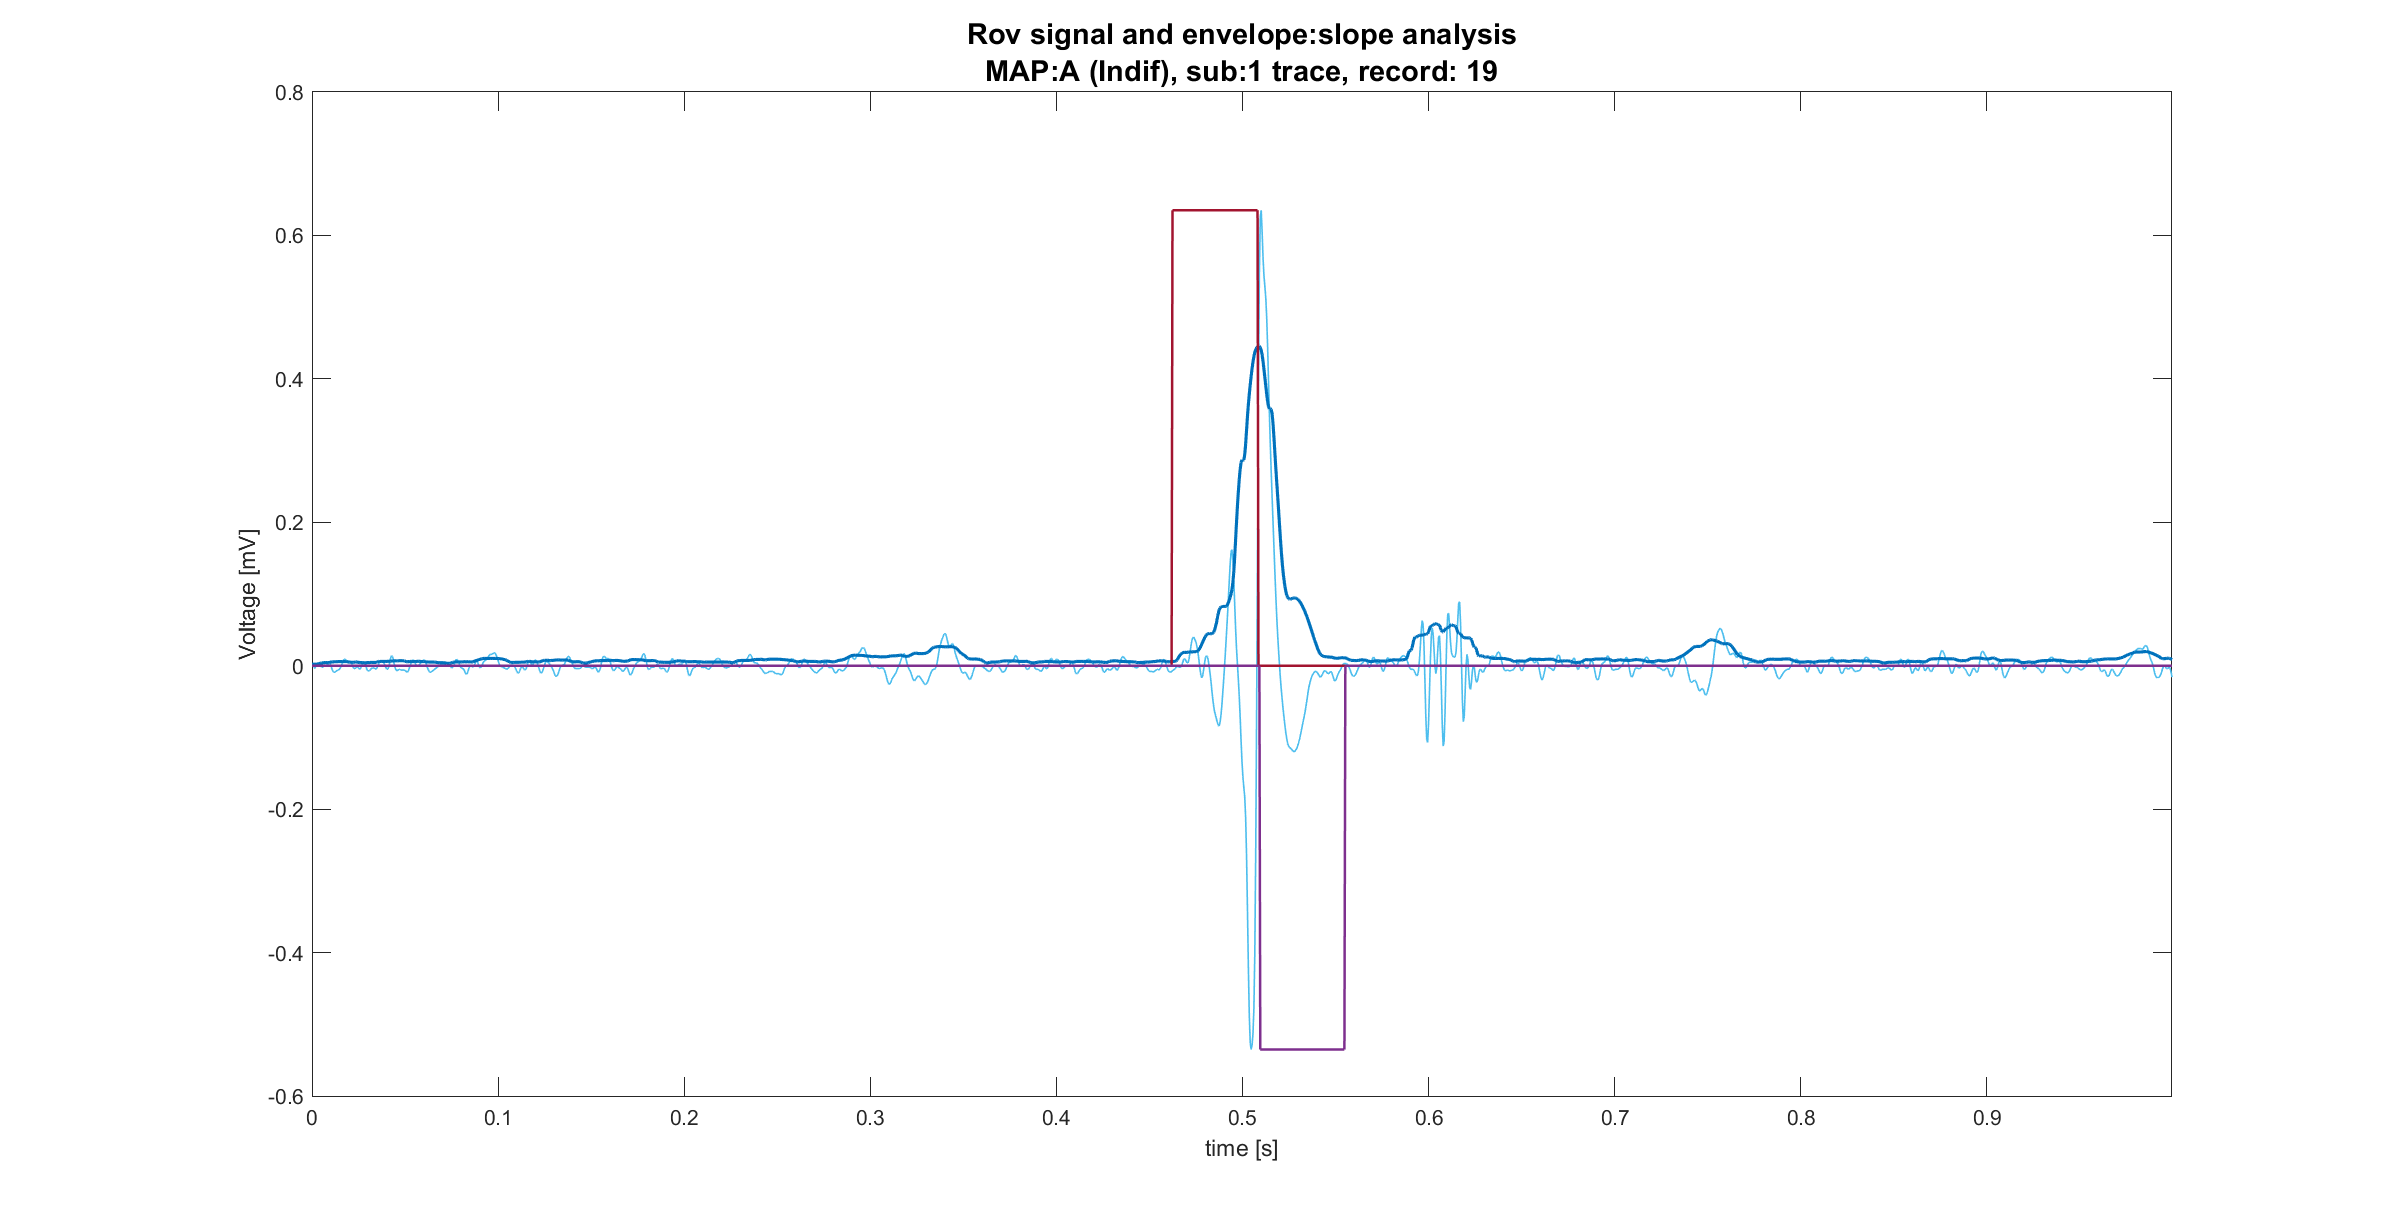 Rov signal and envelope:slope analysis
MAP:A (Indif), sub:1 trace, record: 19
0.8
0.6
0.4
0.2
0
-0.2
-0.4
-0.6
Voltage [mV]
0 0.1 0.2 0.3 0.4 0.5 0.6 0.7 0.8 0.9
time [s]